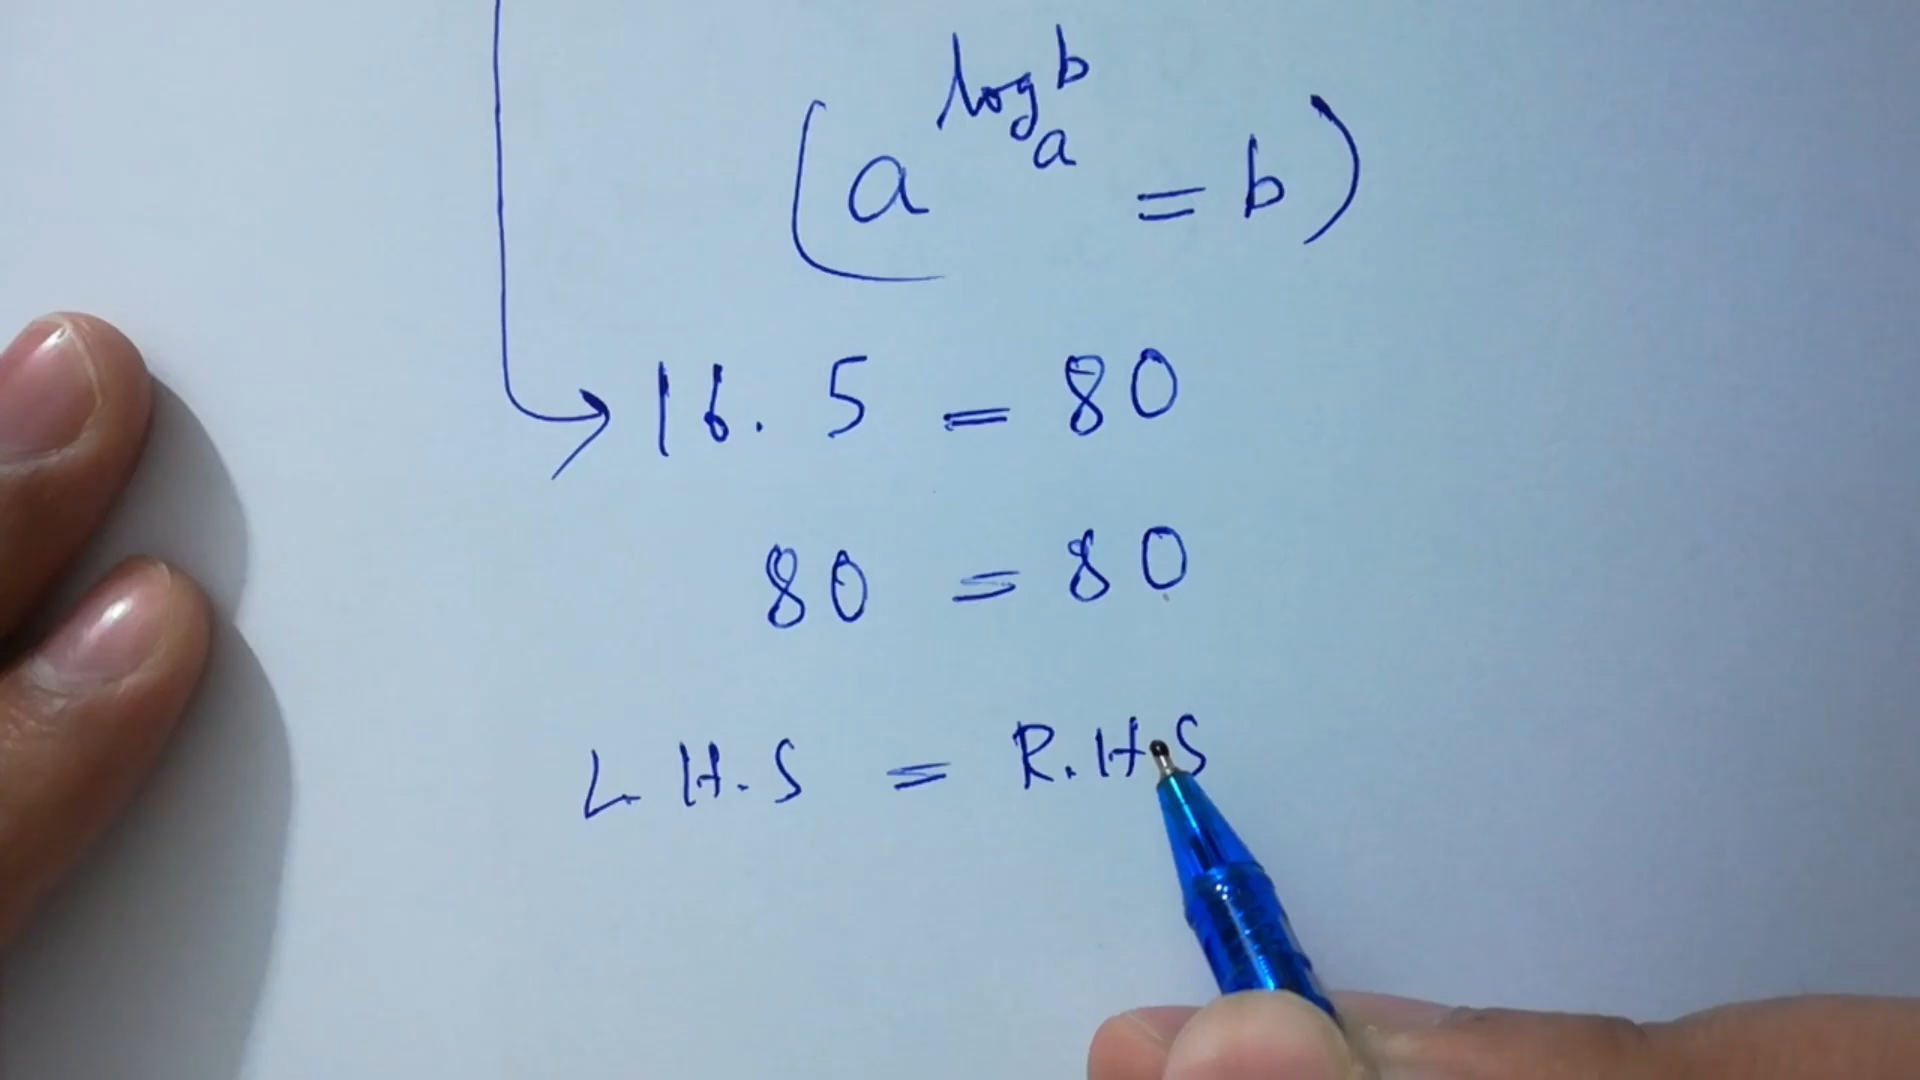 (a^log_a b = b)
16. 5 = 80
80 = 80
L. H.S = R.H.S